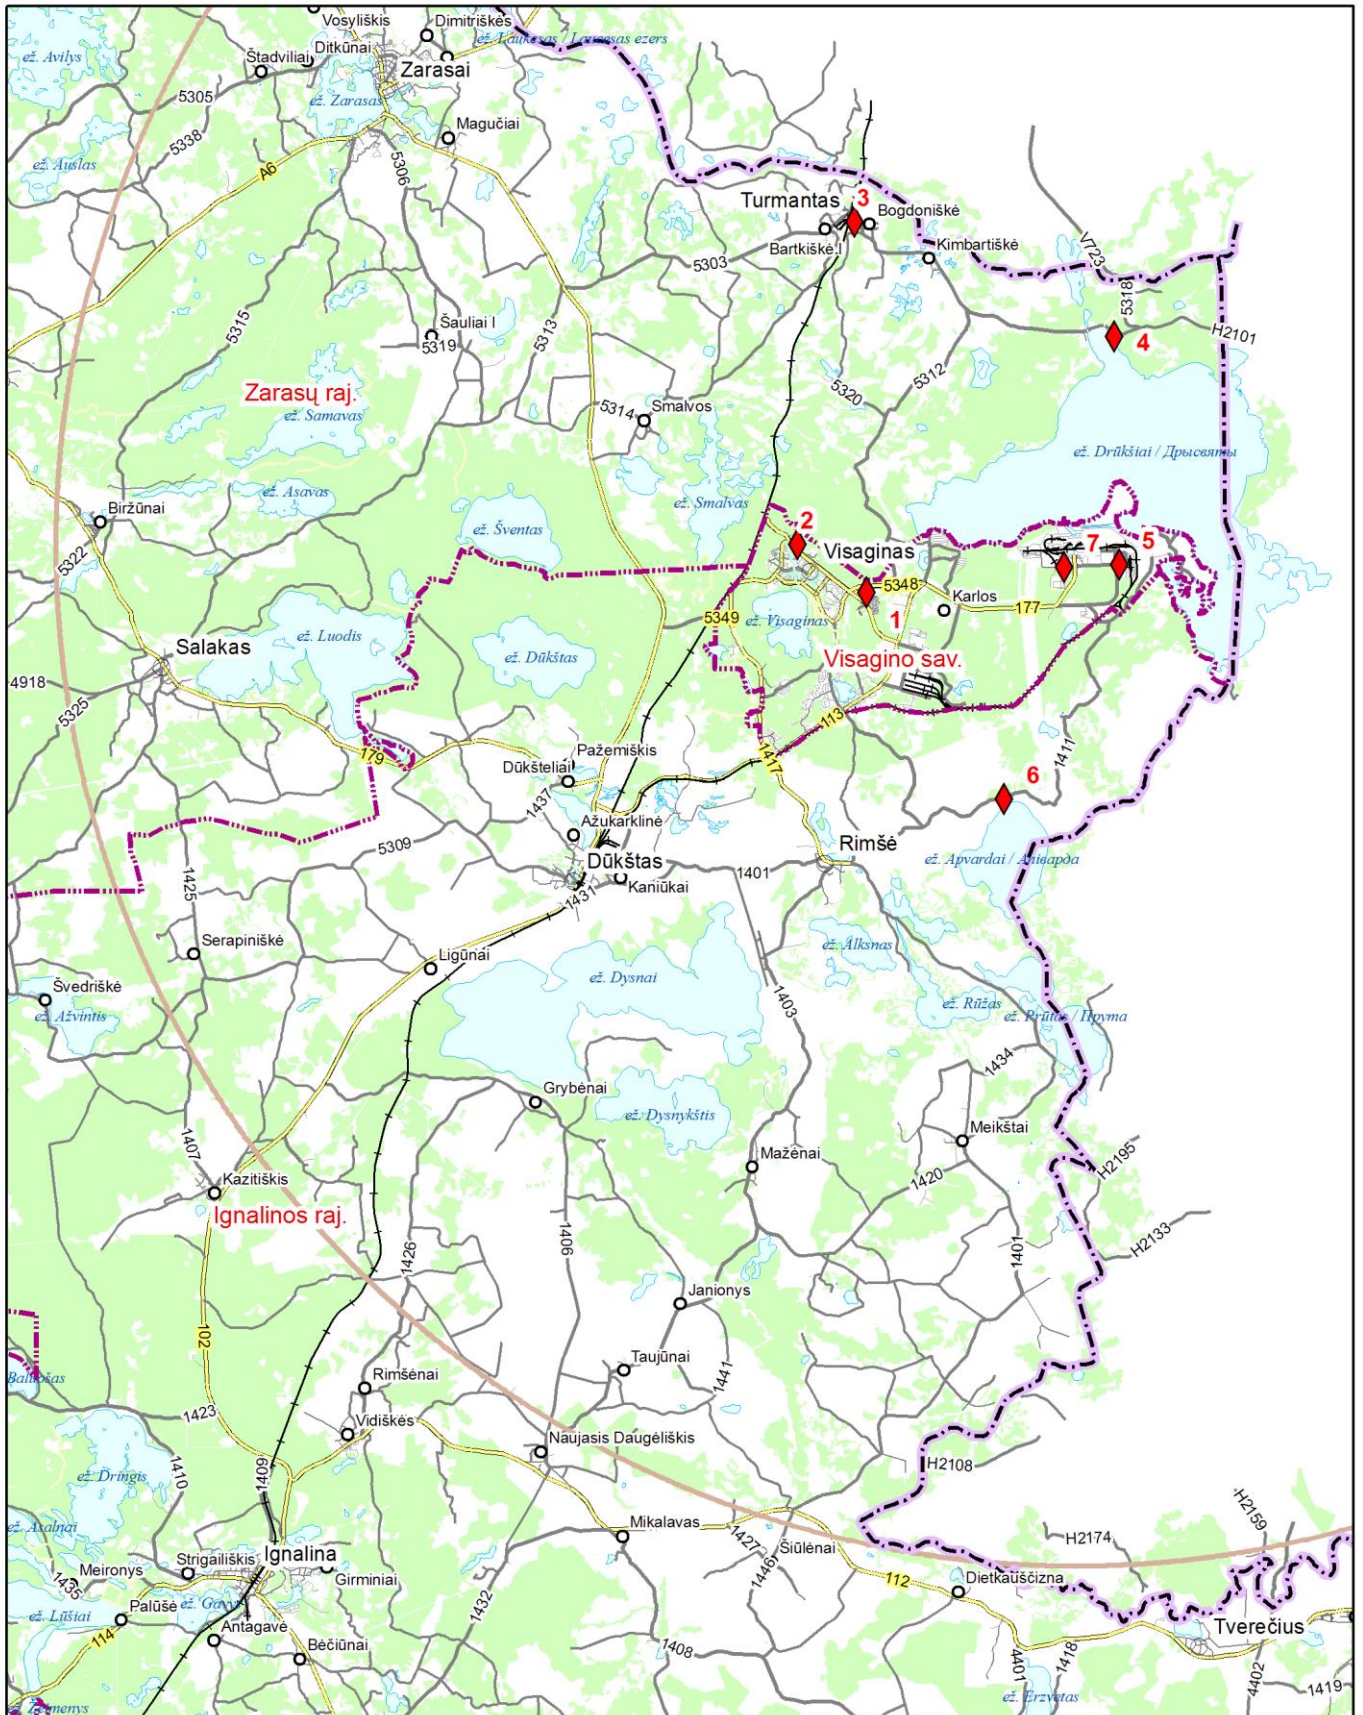 Vosyliškis
Dimitriškės
ež. Laukesas / Laucesas ezers
ež. Avilys
Štadviliai
Ditkūnai
Zarasai
5305
ež. Zarasas
Magučiai
5338
ež. Auslas
A6
5306
Turmantas
3
Bogdoniškė
Bartkiškė I
Kimbartiškė
5303
V723
5318
5315
Šauliai I
5319
5313
4
H2101
Zarasų raj.
ež. Samavas
5314
Smalvos
5320
5312
ež. Drūkšiai / Дрысвяты
ež. Asavas
Biržūnai
ež. Šventas
ež. Smalvas
2
Visaginas
7
5
5322
5348
Karlos
177
5349
ež. Visaginas
1
ež. Luodis
Salakas
ež. Dūkštas
Visagino sav.
4918
5325
113
179
Pažemiškis
1417
1411
Dūkšteliai
6
1437
Ažukarklinė
Rimšė
5309
Dūkštas
ež. Apvardai / Апіварда
1425
Kaniūkai
1401
1431
Serapiniškė
Ligūnai
ež. Alksnas
ež. Dysnai
Švedriškė
ež. Ažvintis
1403
ež. Rūžas
ež. Prūtas / Прута
1434
Grybėnai
ež. Dysnykštis
Meikštai
1407
Mažėnai
H2195
Kazitiškis
1420
Ignalinos raj.
1406
1426
1401
H2133
Janionys
102
Taujūnai
1441
Rimšėnai
1423
Vidiškės
Naujasis Daugėliškis
H2108
ež. Dringis
1410
1409
H2159
ež. Asalnai
Mikalavas
1427
Šiūlėnai
H2174
Meironys
Strigailiškis
Ignalina
1446
1435
Girminiai
112
Dietkauščizna
Palūšė
ež. Gavys
1432
ež. Lūšiai
Tverečius
114
Antagavė
Bėčiūnai
1408
4401
1418
4402
1419
ež. Erzvetas